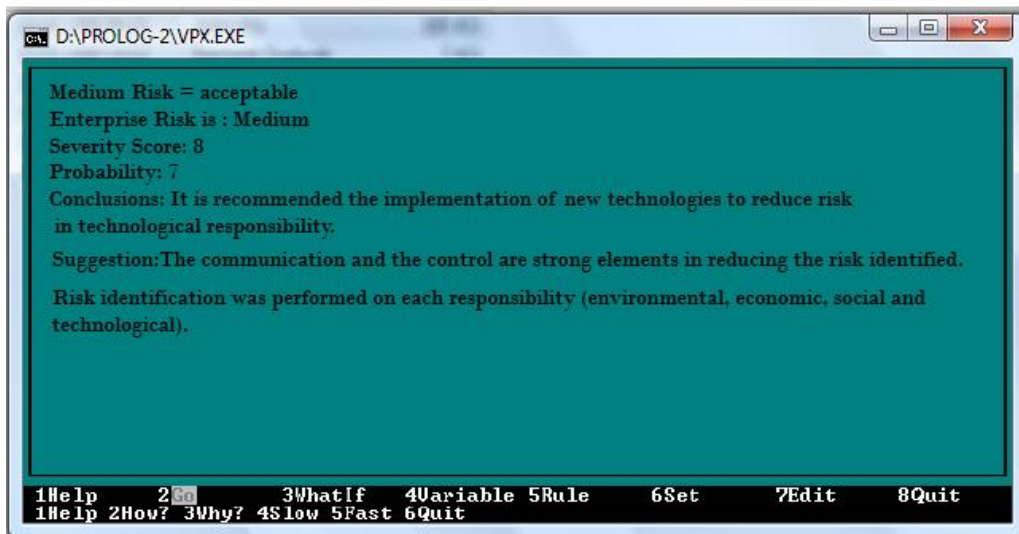 D:\PROLOG-2\VPX.EXE
Medium Risk = acceptable
Enterprise Risk is : Medium
Severity Score: 8
Probability: 7
Conclusions: It is recommended the implementation of new technologies to reduce risk
in technological responsibility.
Suggestion:The communication and the control are strong elements in reducing the risk identified.
Risk identification was performed on each responsibility (environmental, economic, social and
technological).
1Help 2Go 3WhatIf 4Variable 5Rule 6Set 7Edit 8Quit
1Help 2How? 3Why? 4Slow 5Fast 6Quit